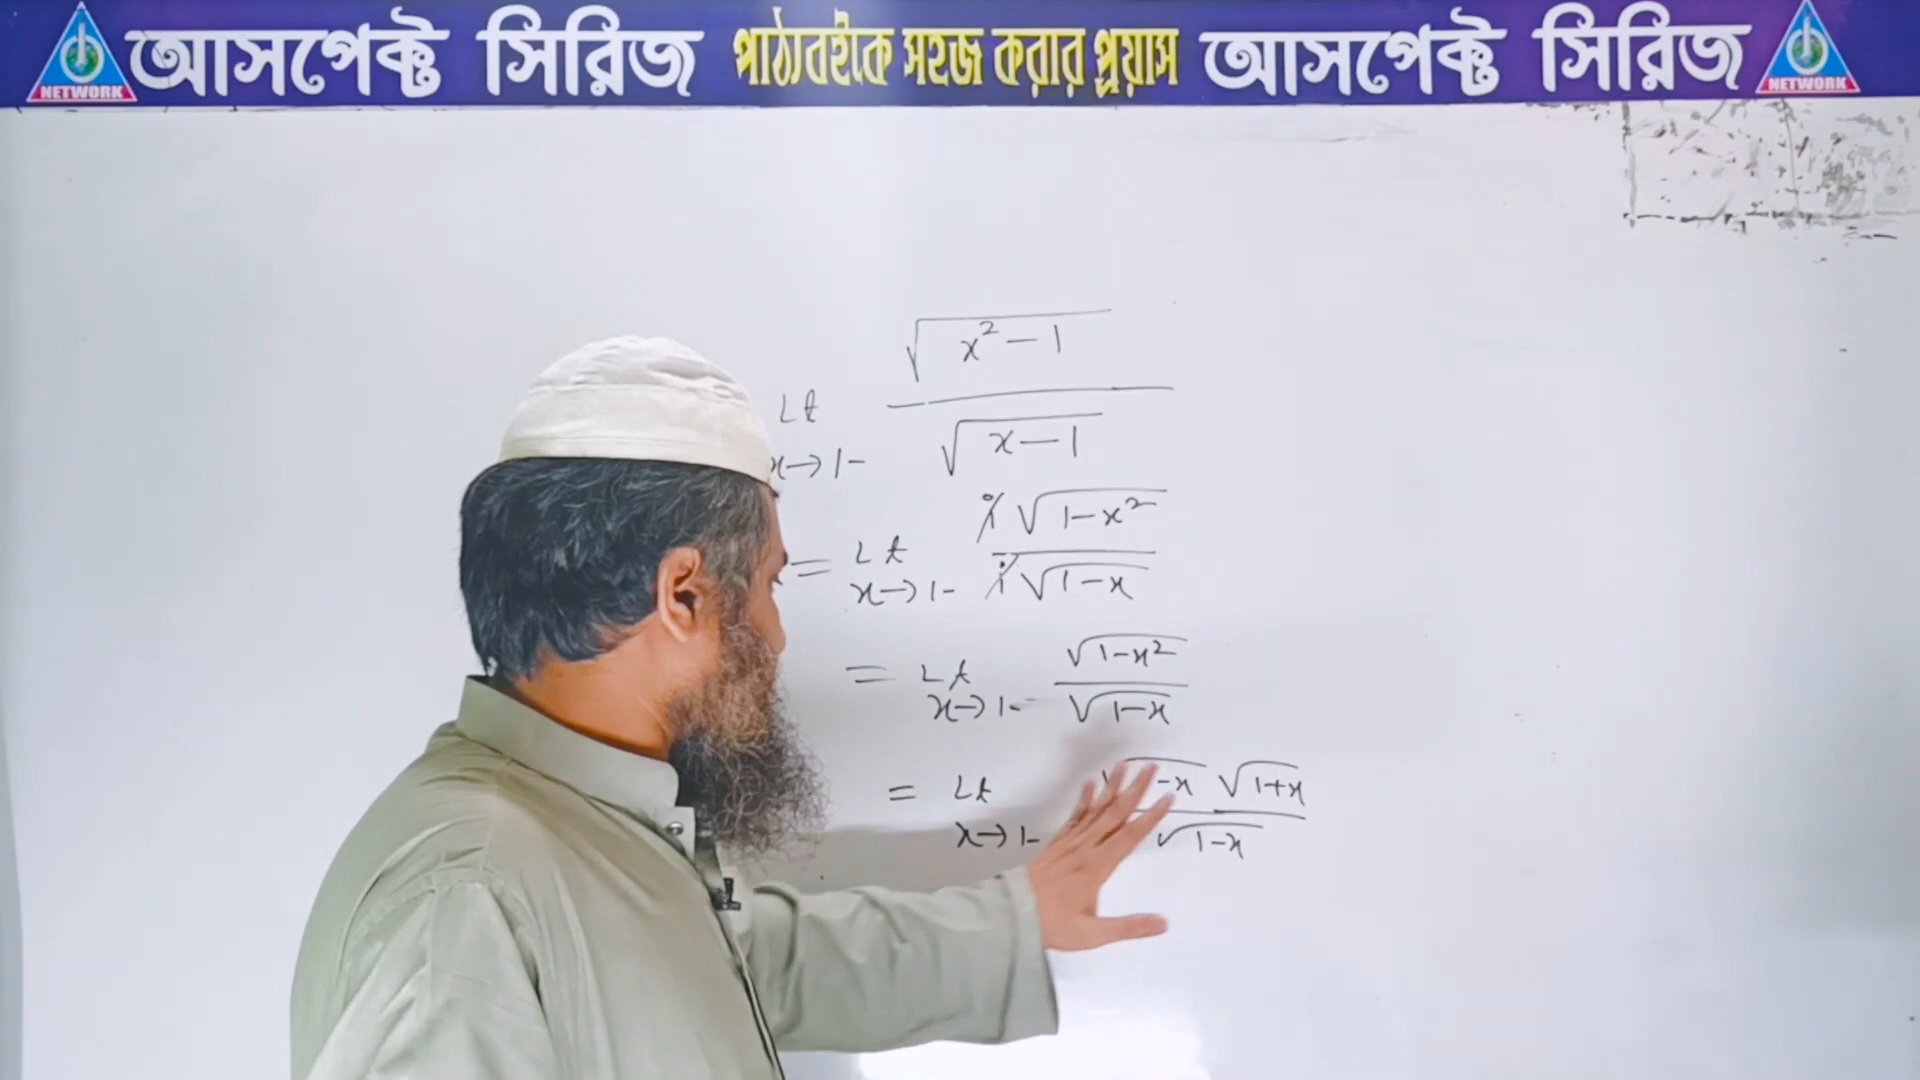 NETWORK আসপেক্ট সিরিজ পাঠ্যবইকে সহজ করার প্রয়াস আসপেক্ট সিরিজ NETWORK
Lt x→1- √(x²-1) / √(x-1)
= Lt x→1- i√(1-x²) / i√(1-x)
= Lt x→1- √(1-x²) / √(1-x)
= Lt x→1- √ -x √(1+x) / √(1-x)